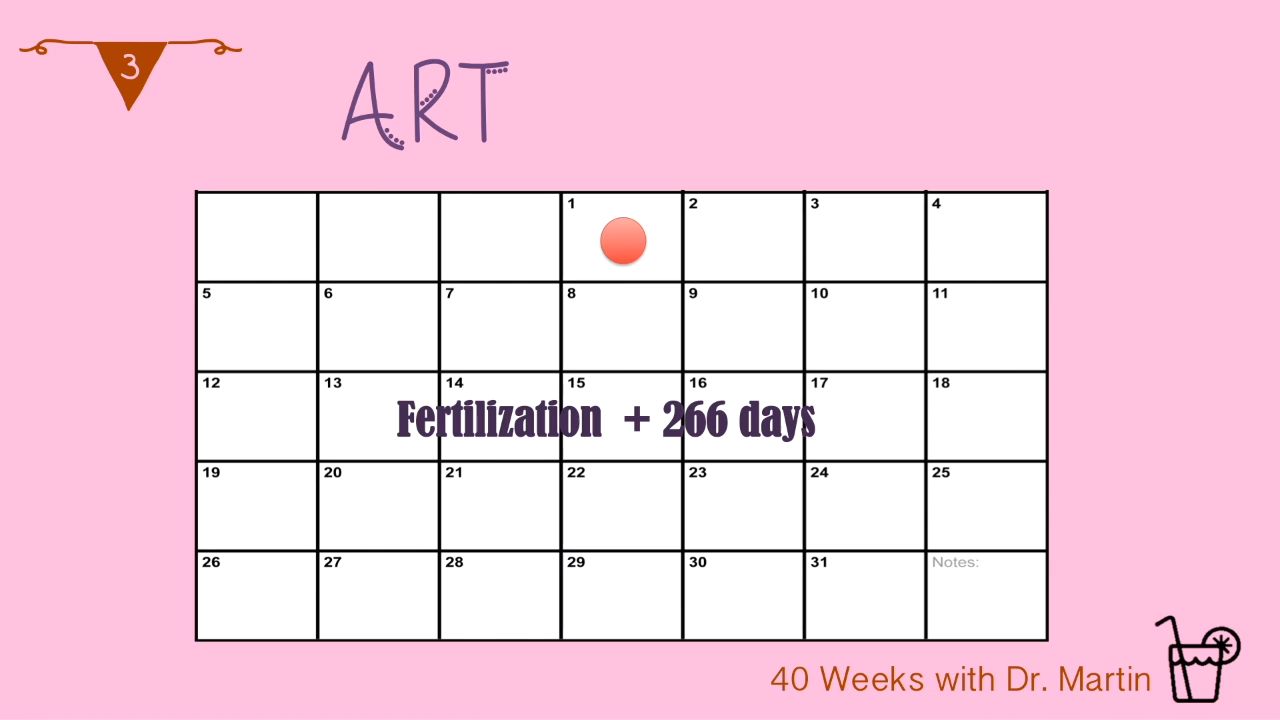 3
ART
1 2 3 4
5 6 7 8 9 10 11
12 13 14 15 16 17 18
Fertilization + 266 days
19 20 21 22 23 24 25
26 27 28 29 30 31 Notes:
40 Weeks with Dr. Martin